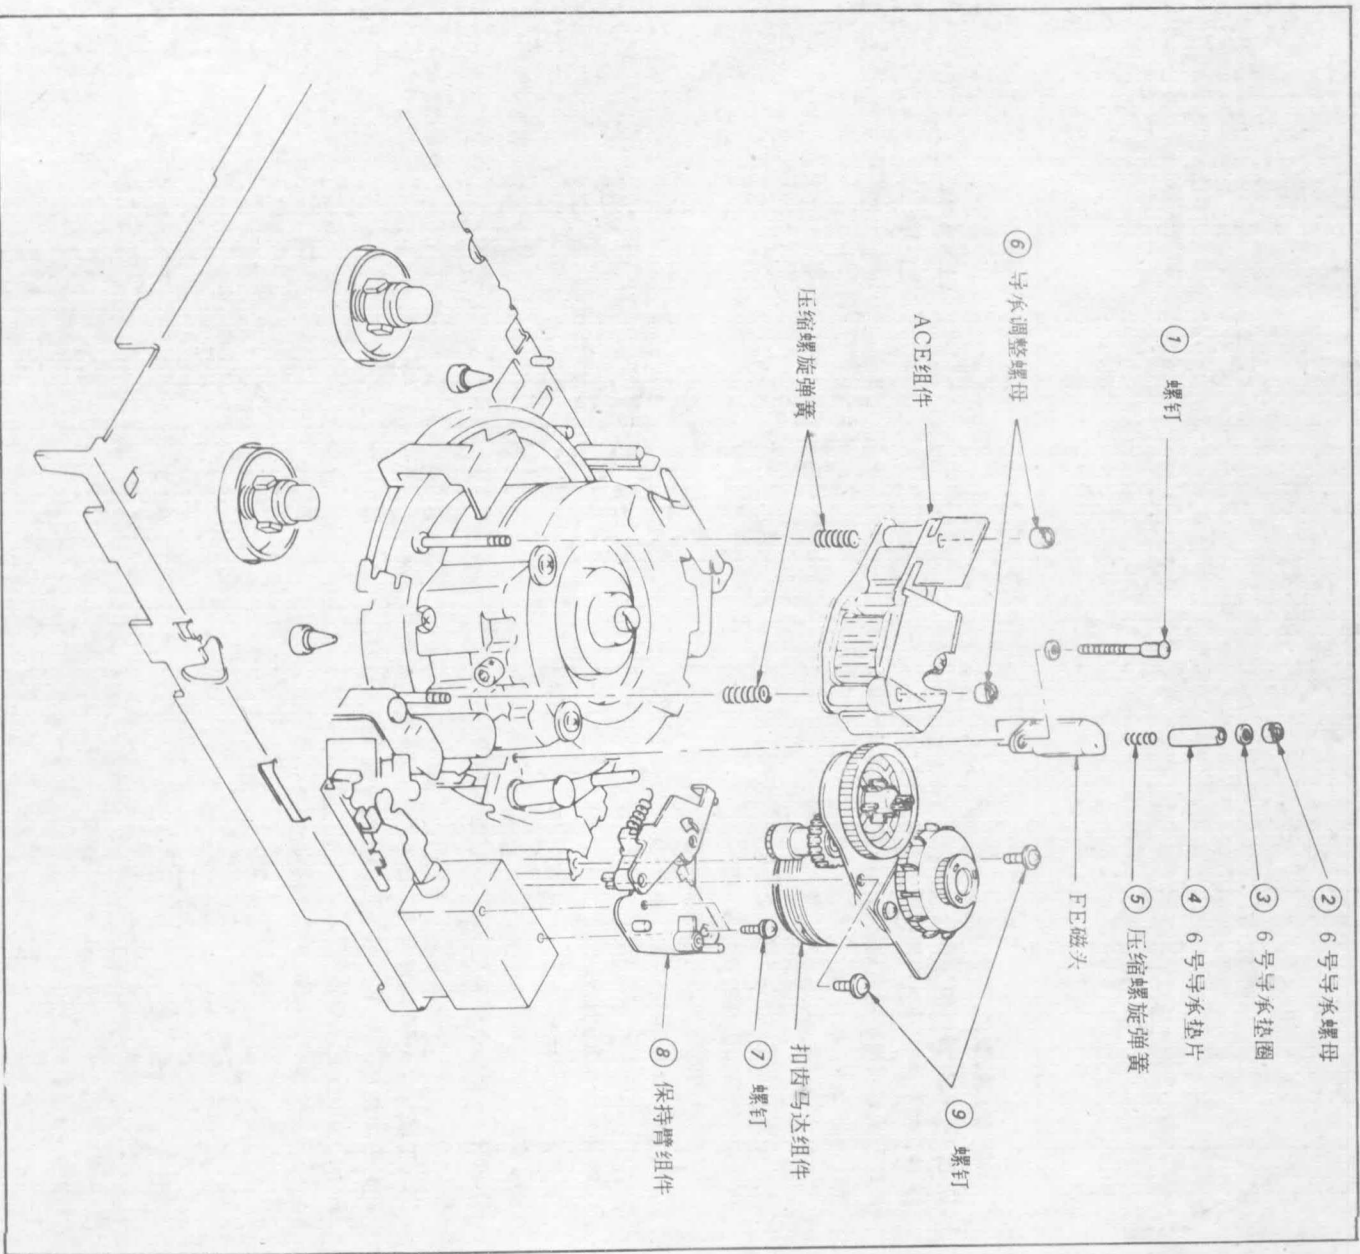 ① 螺钉
② 6号导承螺母
③ 6号导承垫圈
④ 6号导承垫片
⑤ 压缩螺旋弹簧
FE磁头
⑥ 导承调整螺母
ACE组件
压缩螺旋弹簧
⑨ 螺钉
扣齿马达组件
⑦ 螺钉
⑧ 保持臂组件